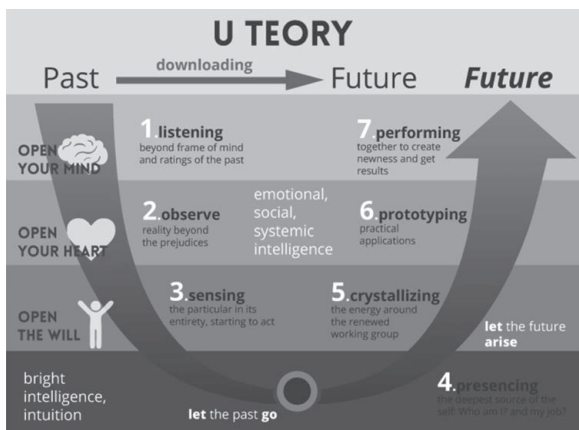 U TEORY
Past
downloading
Future
Future
OPEN
YOUR MIND
1.listening
beyond frame of mind
and ratings of the past
7.performing
together to create
newness and get
results
OPEN
YOUR HEART
2.observe
reality beyond
the prejudices
emotional,
social,
systemic
intelligence
6.prototyping
practical
applications
OPEN
THE WILL
3.sensing
the particular in its
entirety, starting to act
5.crystallizing
the energy around
the renewed
working group
let the future
arise
bright
intelligence,
intuition
let the past go
4.presencing
the deepest source of the
self: Who am I? and my job?